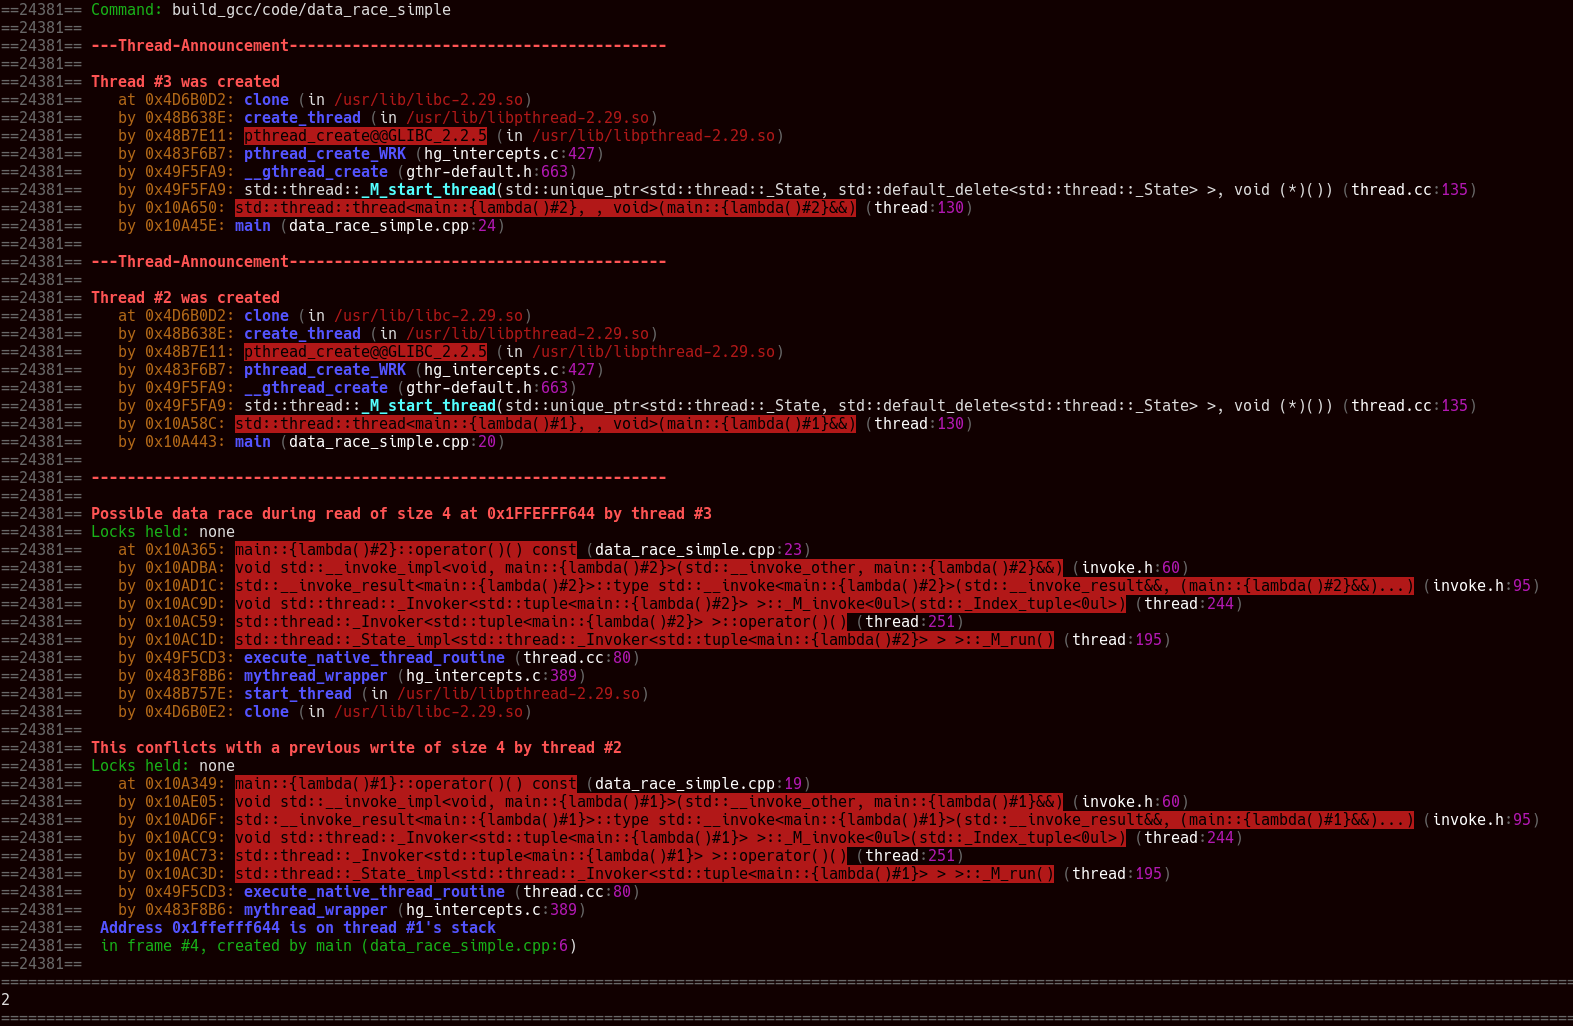 ==24381== Command: build_gcc/code/data_race_simple
==24381==
==24381== ---Thread-Announcement------------------------------------------
==24381==
==24381== Thread #3 was created
==24381==    at 0x4D6B0D2: clone (in /usr/lib/libc-2.29.so)
==24381==    by 0x48B638E: create_thread (in /usr/lib/libpthread-2.29.so)
==24381==    by 0x48B7E11: pthread_create@@GLIBC_2.2.5 (in /usr/lib/libpthread-2.29.so)
==24381==    by 0x483F6B7: pthread_create_WRK (hg_intercepts.c:427)
==24381==    by 0x49F5FA9: __gthread_create (gthr-default.h:663)
==24381==    by 0x49F5FA9: std::thread::_M_start_thread(std::unique_ptr<std::thread::_State, std::default_delete<std::thread::_State> >, void (*)()) (thread.cc:135)
==24381==    by 0x10A650: std::thread::thread<main::{lambda()#2}, , void>(main::{lambda()#2}&&) (thread:130)
==24381==    by 0x10A45E: main (data_race_simple.cpp:24)
==24381==
==24381== ---Thread-Announcement------------------------------------------
==24381==
==24381== Thread #2 was created
==24381==    at 0x4D6B0D2: clone (in /usr/lib/libc-2.29.so)
==24381==    by 0x48B638E: create_thread (in /usr/lib/libpthread-2.29.so)
==24381==    by 0x48B7E11: pthread_create@@GLIBC_2.2.5 (in /usr/lib/libpthread-2.29.so)
==24381==    by 0x483F6B7: pthread_create_WRK (hg_intercepts.c:427)
==24381==    by 0x49F5FA9: __gthread_create (gthr-default.h:663)
==24381==    by 0x49F5FA9: std::thread::_M_start_thread(std::unique_ptr<std::thread::_State, std::default_delete<std::thread::_State> >, void (*)()) (thread.cc:135)
==24381==    by 0x10A58C: std::thread::thread<main::{lambda()#1}, , void>(main::{lambda()#1}&&) (thread:130)
==24381==    by 0x10A443: main (data_race_simple.cpp:20)
==24381==
==24381== ----------------------------------------------------------------
==24381==
==24381== Possible data race during read of size 4 at 0x1FFEFFF644 by thread #3
==24381== Locks held: none
==24381==    at 0x10A365: main::{lambda()#2}::operator()() const (data_race_simple.cpp:23)
==24381==    by 0x10ADBA: void std::__invoke_impl<void, main::{lambda()#2}>(std::__invoke_other, main::{lambda()#2}&&) (invoke.h:60)
==24381==    by 0x10AD1C: std::__invoke_result<main::{lambda()#2}>::type std::__invoke<main::{lambda()#2}>(std::__invoke_result&&, (main::{lambda()#2}&&)...) (invoke.h:95)
==24381==    by 0x10AC9D: void std::thread::_Invoker<std::tuple<main::{lambda()#2}> >::_M_invoke<0ul>(std::_Index_tuple<0ul>) (thread:244)
==24381==    by 0x10AC59: std::thread::_Invoker<std::tuple<main::{lambda()#2}> >::operator()() (thread:251)
==24381==    by 0x10AC1D: std::thread::_State_impl<std::thread::_Invoker<std::tuple<main::{lambda()#2}> > >::_M_run() (thread:195)
==24381==    by 0x49F5CD3: execute_native_thread_routine (thread.cc:80)
==24381==    by 0x483F8B6: mythread_wrapper (hg_intercepts.c:389)
==24381==    by 0x48B757E: start_thread (in /usr/lib/libpthread-2.29.so)
==24381==    by 0x4D6B0E2: clone (in /usr/lib/libc-2.29.so)
==24381==
==24381== This conflicts with a previous write of size 4 by thread #2
==24381== Locks held: none
==24381==    at 0x10A349: main::{lambda()#1}::operator()() const (data_race_simple.cpp:19)
==24381==    by 0x10AE05: void std::__invoke_impl<void, main::{lambda()#1}>(std::__invoke_other, main::{lambda()#1}&&) (invoke.h:60)
==24381==    by 0x10AD6F: std::__invoke_result<main::{lambda()#1}>::type std::__invoke<main::{lambda()#1}>(std::__invoke_result&&, (main::{lambda()#1}&&)...) (invoke.h:95)
==24381==    by 0x10ACC9: void std::thread::_Invoker<std::tuple<main::{lambda()#1}> >::_M_invoke<0ul>(std::_Index_tuple<0ul>) (thread:244)
==24381==    by 0x10AC73: std::thread::_Invoker<std::tuple<main::{lambda()#1}> >::operator()() (thread:251)
==24381==    by 0x10AC3D: std::thread::_State_impl<std::thread::_Invoker<std::tuple<main::{lambda()#1}> > >::_M_run() (thread:195)
==24381==    by 0x49F5CD3: execute_native_thread_routine (thread.cc:80)
==24381==    by 0x483F8B6: mythread_wrapper (hg_intercepts.c:389)
==24381==  Address 0x1ffefff644 is on thread #1's stack
==24381==  in frame #4, created by main (data_race_simple.cpp:6)
==24381==
===============================================================================================================================================================================
2
===============================================================================================================================================================================